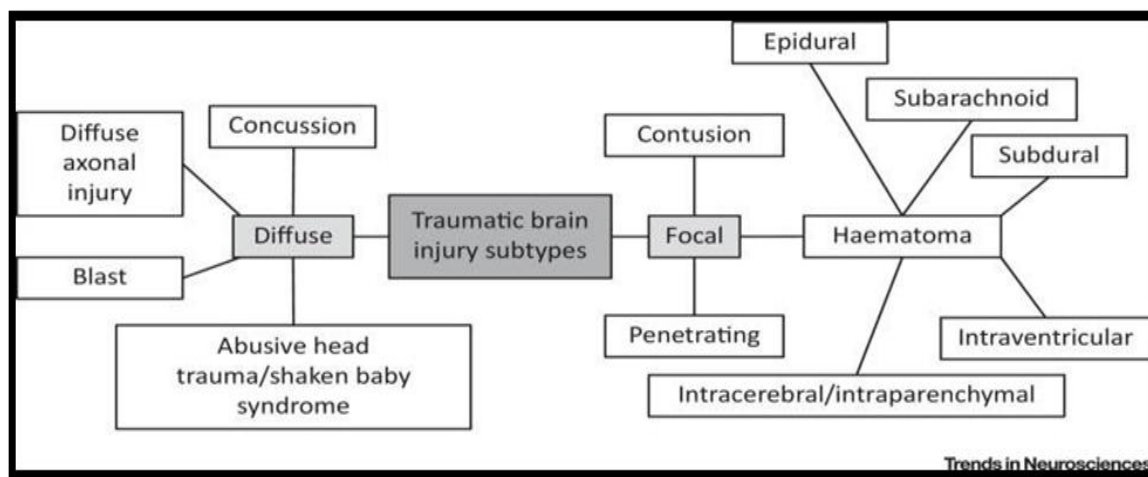 Epidural
Subarachnoid
Subdural
Diffuse
axonal
injury
Concussion
Contusion
Diffuse
Traumatic brain
injury subtypes
Focal
Haematoma
Blast
Abusive head
trauma/shaken baby
syndrome
Penetrating
Intraventricular
Intracerebral/intraparenchymal
Trends in Neurosciences